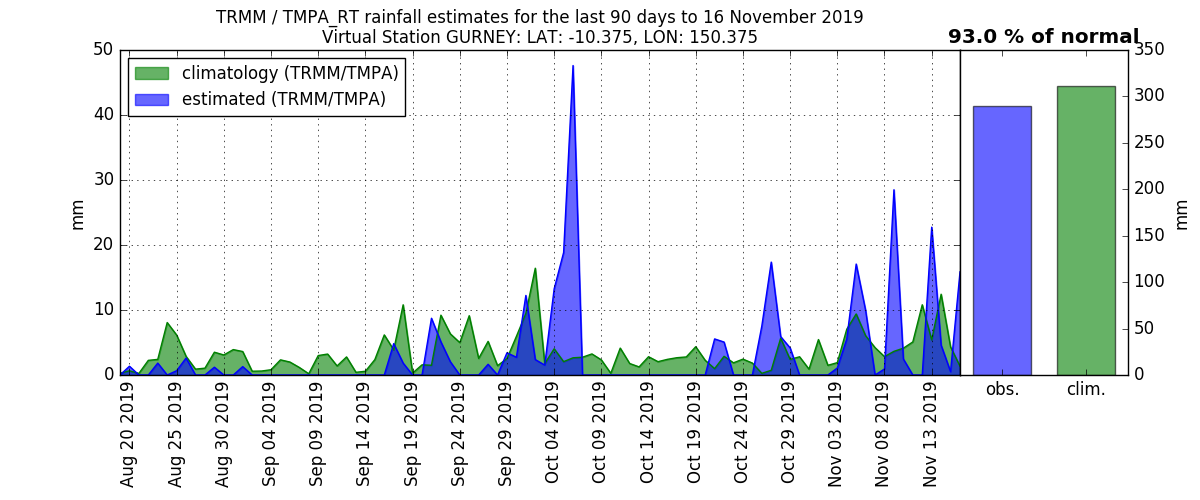 TRMM / TMPA_RT rainfall estimates for the last 90 days to 16 November 2019
Virtual Station GURNEY: LAT: -10.375, LON: 150.375
93.0 % of normal
climatology (TRMM/TMPA)
estimated (TRMM/TMPA)
50
40
30
20
10
0
mm
350
300
250
200
150
100
50
0
mm
obs.
clim.
Aug 20 2019
Aug 25 2019
Aug 30 2019
Sep 04 2019
Sep 09 2019
Sep 14 2019
Sep 19 2019
Sep 24 2019
Sep 29 2019
Oct 04 2019
Oct 09 2019
Oct 14 2019
Oct 19 2019
Oct 24 2019
Oct 29 2019
Nov 03 2019
Nov 08 2019
Nov 13 2019